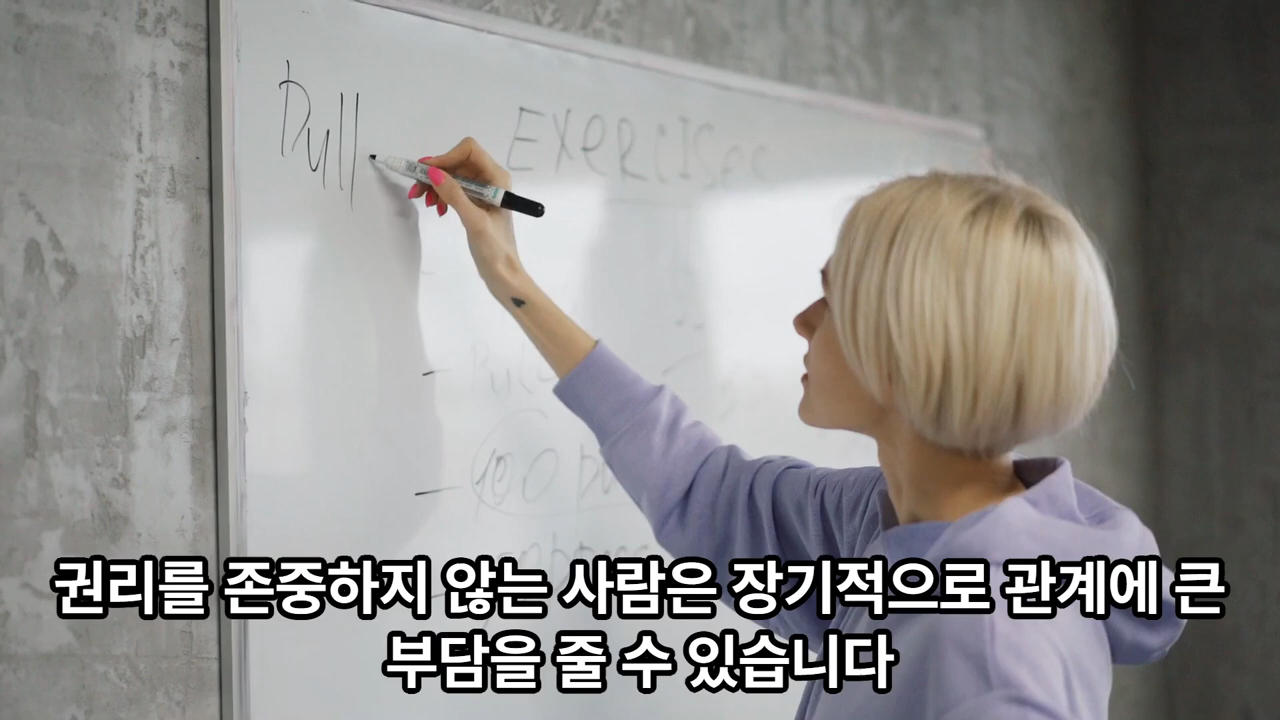 Pull
EXERCISES
100
권리를 존중하지 않는 사람은 장기적으로 관계에 큰
부담을 줄 수 있습니다